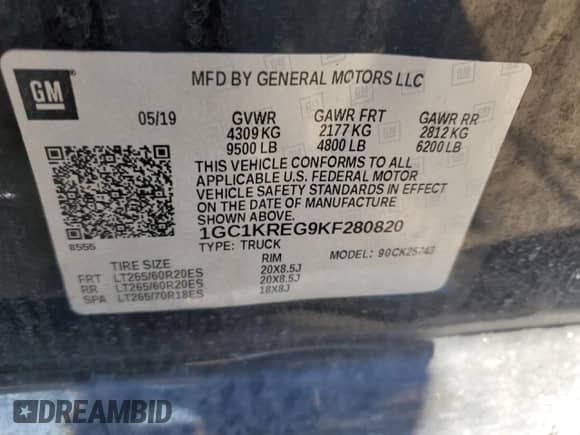 GM
MFD BY GENERAL MOTORS LLC
05/19 GVWR GAWR FRT GAWR RR
4309 KG 2177 KG 2812 KG
9500 LB 4800 LB 6200 LB
THIS VEHICLE CONFORMS TO ALL
APPLICABLE U.S. FEDERAL MOTOR
VEHICLE SAFETY STANDARDS IN EFFECT
ON THE DATE OF MANUFACTURE
SHOWN ABOVE.
8555 1GC1KREG9KF280820
TYPE: TRUCK MODEL: 90CK25743
TIRE SIZE RIM
FRT LT265/60R20ES 20X8.5J
RR LT265/60R20ES 20X8.5J
SPA LT265/70R18ES 18X8J
DREAMBID